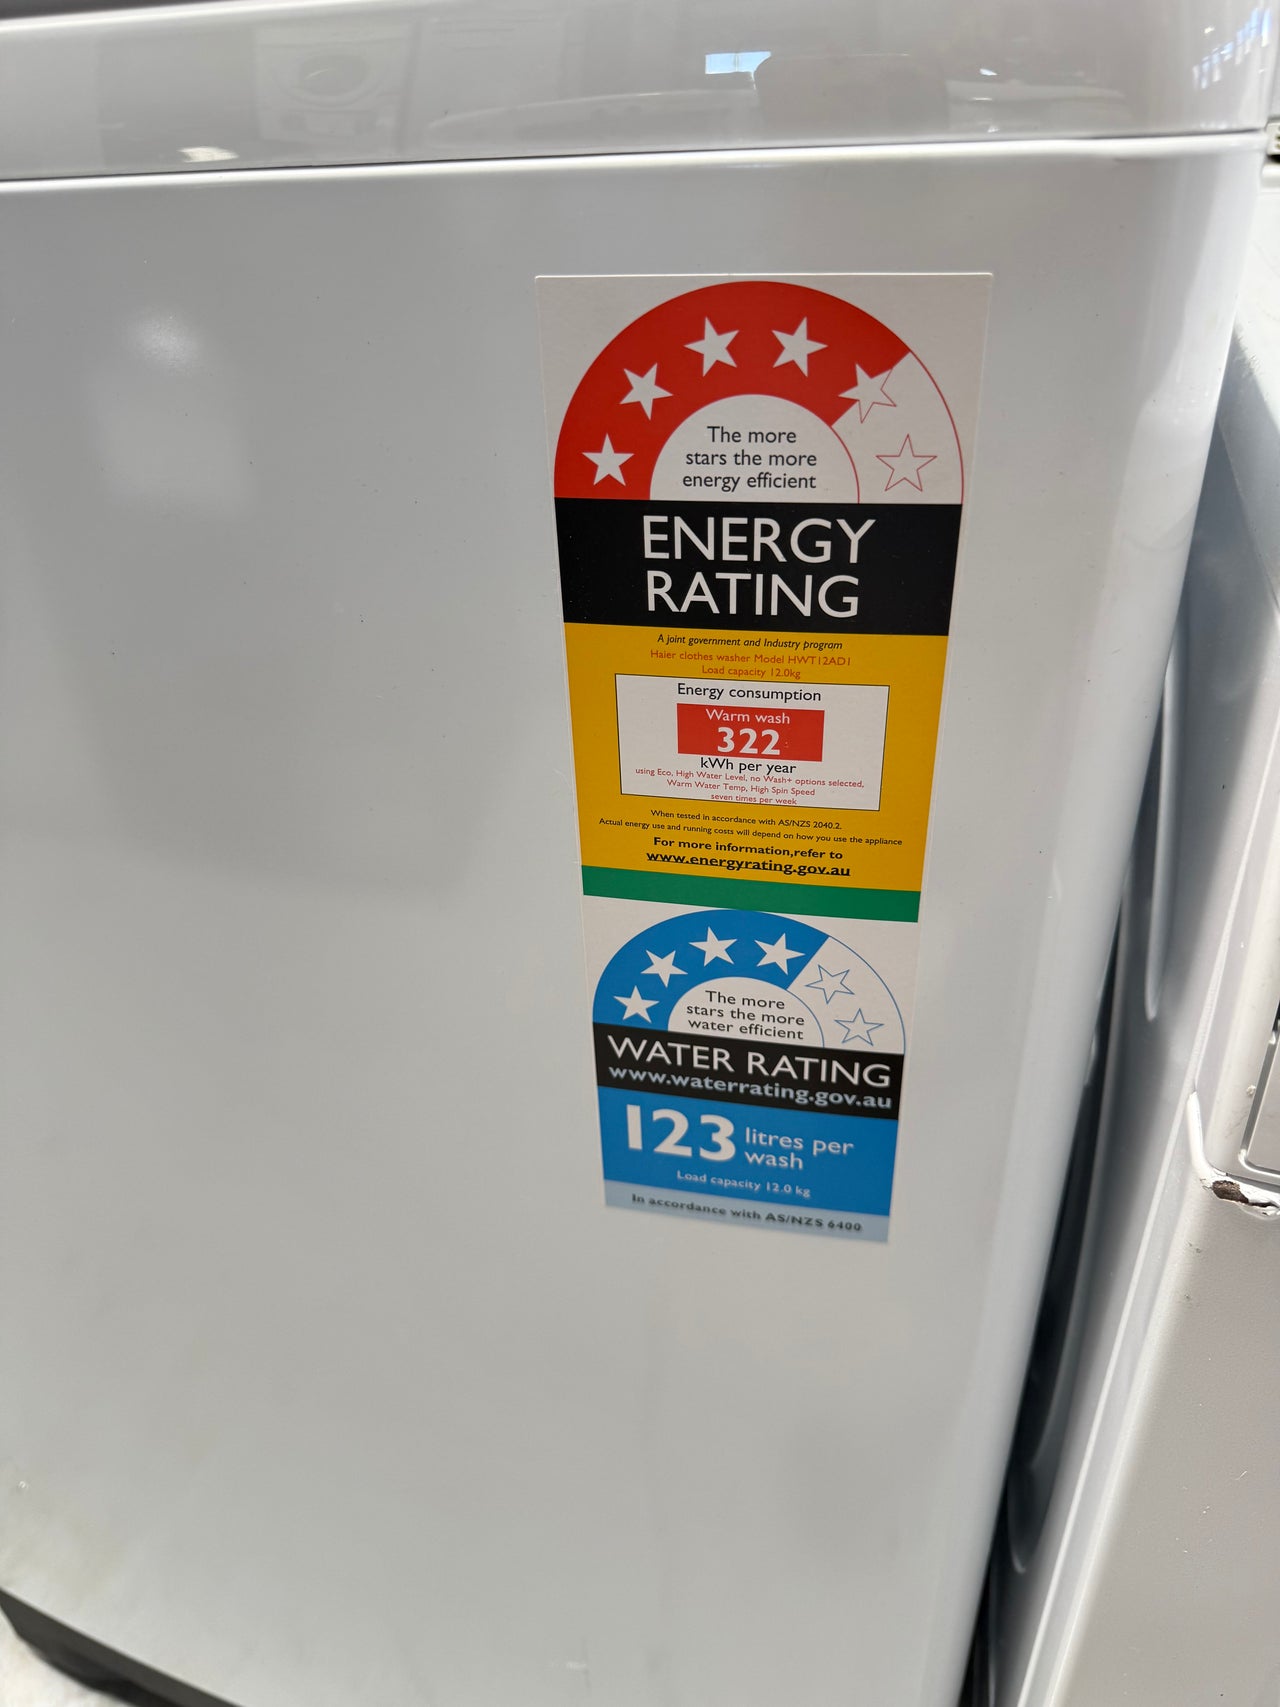 The more
stars the more
energy efficient
ENERGY
RATING
A joint government and Industry program
Haier clothes washer Model HWT12AD1
Load capacity 12.0kg
Energy consumption
Warm wash
322
kWh per year
using Eco, High Water Level, no Wash+ options selected,
Warm Water Temp, High Spin Speed
seven times per week
When tested in accordance with AS/NZS 2040.2.
Actual energy use and running costs will depend on how you use the appliance
For more information,refer to
www.energyrating.gov.au
The more
stars the more
water efficient
WATER RATING
www.waterrating.gov.au
123 litres per
wash
Load capacity 12.0 kg
In accordance with AS/NZS 6400